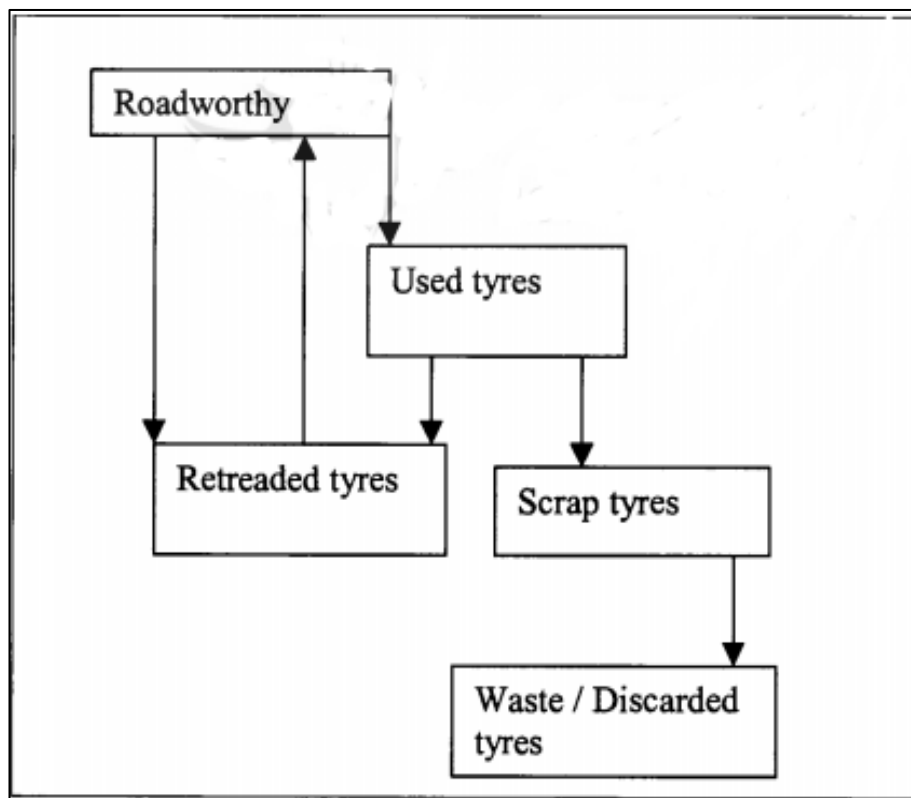 Roadworthy
Used tyres
Retreaded tyres
Scrap tyres
Waste / Discarded
tyres